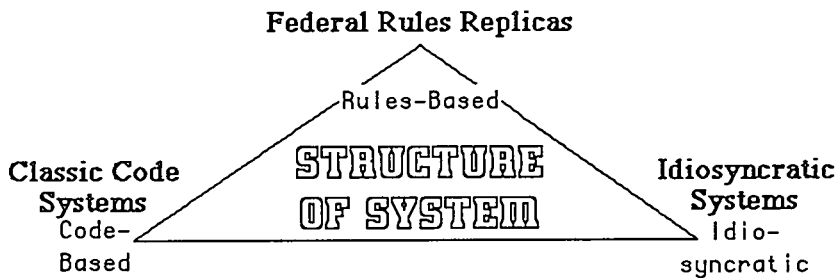 Federal Rules Replicas
Rules-Based
STRUCTURE
OF SYSTEM
Classic Code
Systems
Code-
Based
Idiosyncratic
Systems
Idio-
syncratic